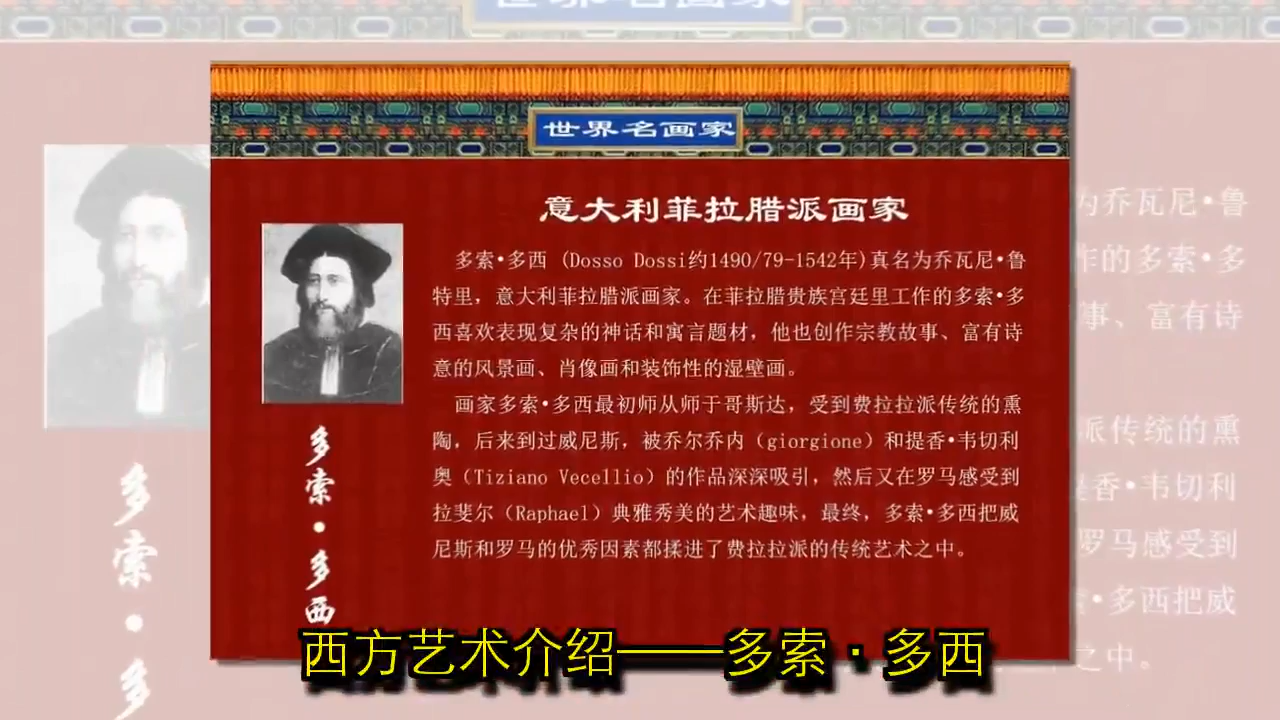 世界名画家
世界名画家
意大利菲拉腊派画家
多索•多西 (Dosso Dossi约1490/79-1542年)真名为乔瓦尼•鲁
特里，意大利菲拉腊派画家。在菲拉腊贵族宫廷里工作的多索•多
西喜欢表现复杂的神话和寓言题材，他也创作宗教故事、富有诗
意的风景画、肖像画和装饰性的湿壁画。
画家多索•多西最初师从师于哥斯达，受到费拉拉派传统的熏
陶，后来到过威尼斯，被乔尔乔内（giorgione）和提香•韦切利
奥（Tiziano Vecellio）的作品深深吸引，然后又在罗马感受到
拉斐尔（Raphael）典雅秀美的艺术趣味，最终，多索•多西把威
尼斯和罗马的优秀因素都揉进了费拉拉派的传统艺术之中。
多索•多西
为乔瓦尼•鲁
作的多索•多
事、富有诗
派传统的熏
提香•韦切利
罗马感受到
•多西把威
之中。
多索•多
西方艺术介绍——多索·多西